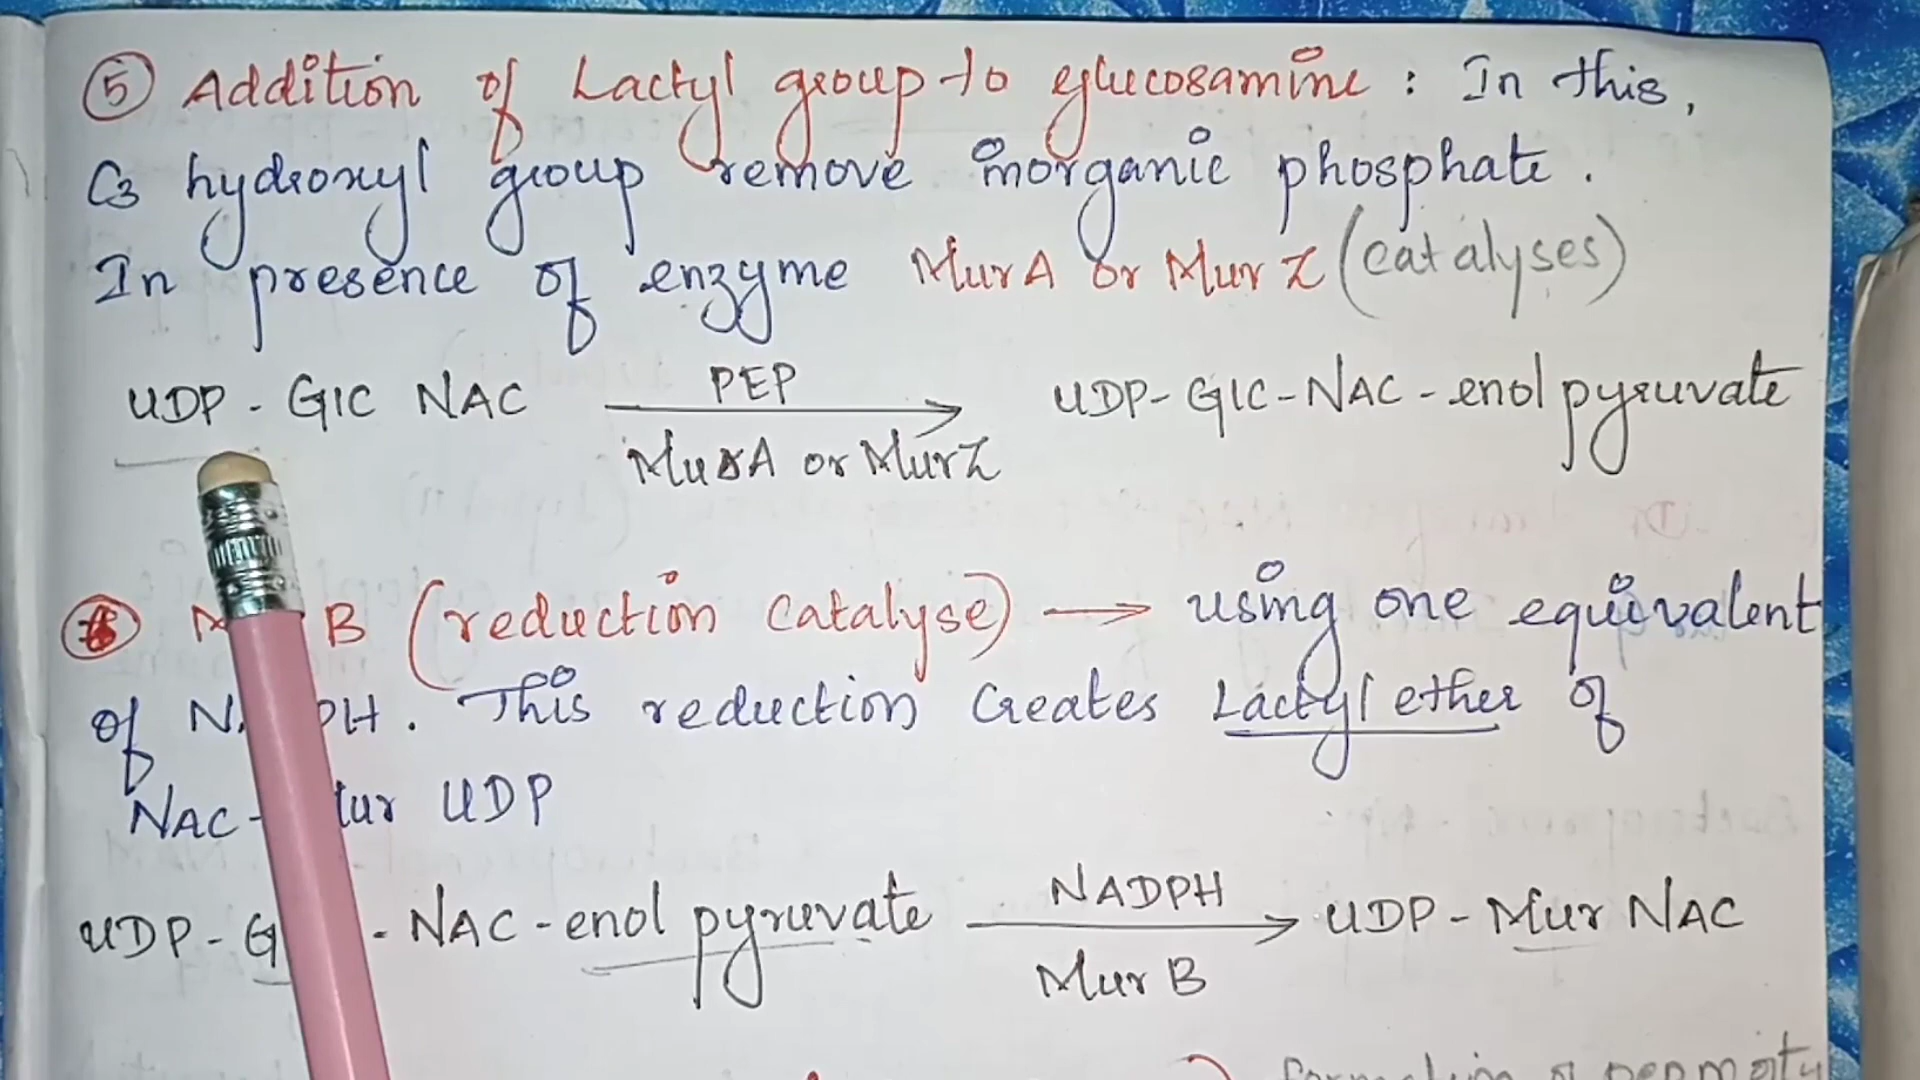 5 Addition of Lactyl group to glucosamine : In this,
C3 hydroxyl group remove inorganic phosphate.
In presence of enzyme MurA or Mur Z (catalyses)
UDP - GlC NAC PEP UDP- GlC-NAC - enol pyruvate
MurA or MurZ
6 B (reduction catalyse) → using one equivalent
of PH. This reduction creates Lactyl ether of
NAC- UDP
UDP - G - NAC - enol pyruvate NADPH UDP - Mur NAC
Mur B